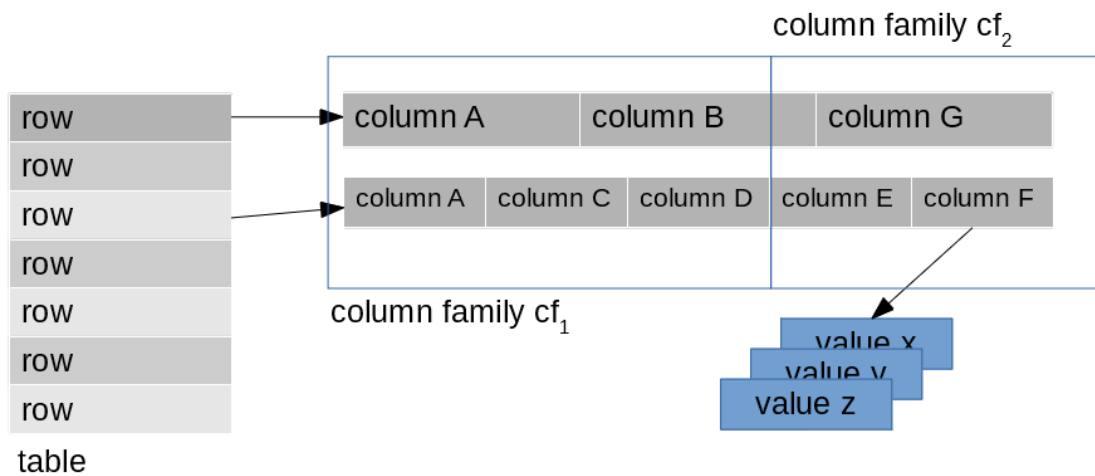 column family cf₂
row
column A
column B
column G
row
row
column A
column C
column D
column E
column F
row
row
column family cf₁
row
row
value x
value y
value z
table